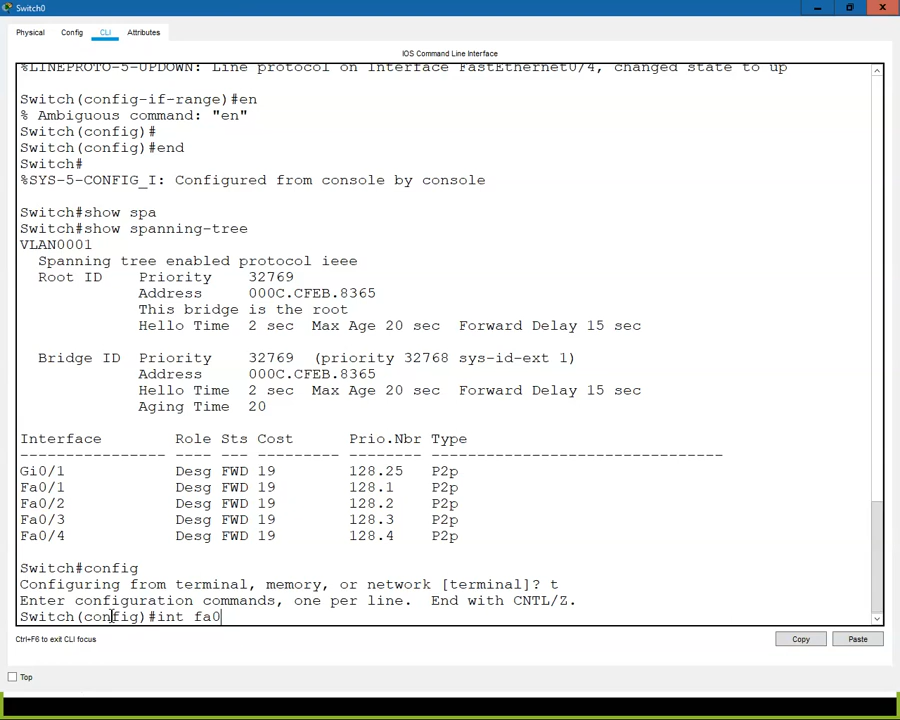 Switch0
Physical Config CLI Attributes
IOS Command Line Interface
%LINEPROTO-5-UPDOWN: Line protocol on Interface FastEthernet0/4, changed state to up
Switch(config-if-range)#en
% Ambiguous command: "en"
Switch(config)#
Switch(config)#end
Switch#
%SYS-5-CONFIG_I: Configured from console by console
Switch#show spa
Switch#show spanning-tree
VLAN0001
  Spanning tree enabled protocol ieee
  Root ID    Priority    32769
             Address     000C.CFEB.8365
             This bridge is the root
             Hello Time  2 sec  Max Age 20 sec  Forward Delay 15 sec
  Bridge ID  Priority    32769  (priority 32768 sys-id-ext 1)
             Address     000C.CFEB.8365
             Hello Time  2 sec  Max Age 20 sec  Forward Delay 15 sec
             Aging Time  20
Interface        Role Sts Cost      Prio.Nbr Type
---------------- ---- --- --------- -------- --------------------------------
Gi0/1            Desg FWD 19        128.25   P2p
Fa0/1            Desg FWD 19        128.1    P2p
Fa0/2            Desg FWD 19        128.2    P2p
Fa0/3            Desg FWD 19        128.3    P2p
Fa0/4            Desg FWD 19        128.4    P2p
Switch#config
Configuring from terminal, memory, or network [terminal]? t
Enter configuration commands, one per line.  End with CNTL/Z.
Switch(config)#int fa0
Ctrl+F6 to exit CLI focus
Copy Paste
Top